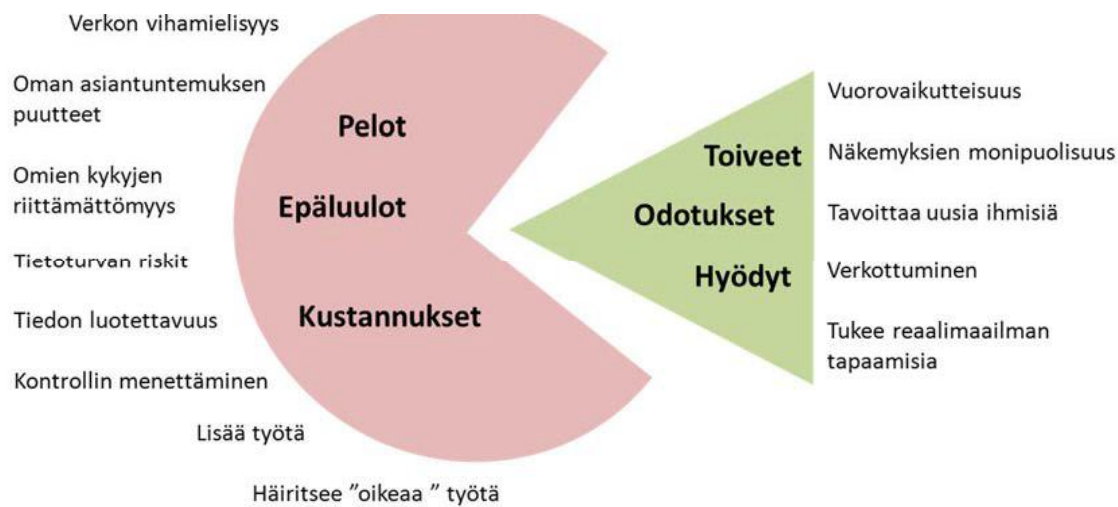 Verkon vihamielisyys
Oman asiantuntemuksen
puutteet
Omien kykyjen
riittämättömyys
Tietoturvan riskit
Tiedon luotettavuus
Kontrollin menettäminen
Lisää työtä
Häiritsee ”oikeaa ” työtä
Pelot
Epäluulot
Kustannukset
Toiveet
Odotukset
Hyödyt
Vuorovaikutteisuus
Näkemyksien monipuolisuus
Tavoittaa uusia ihmisiä
Verkottuminen
Tukee reaalimaailman
tapaamisia